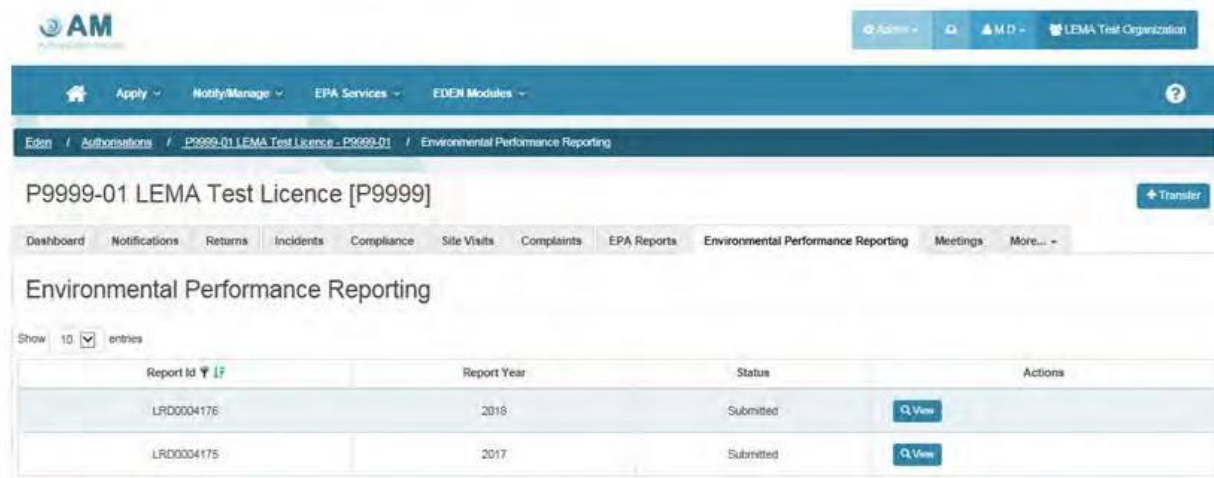 AM
Admin M D LEMA Test Organization
Apply Notify/Manage EPA Services EDEN Modules ?
Eden / Authorisations / P9999-01 LEMA Test Licence - P9999-01 / Environmental Performance Reporting
P9999-01 LEMA Test Licence [P9999]
+ Transfer
Dashboard Notifications Returns Incidents Compliance Site Visits Complaints EPA Reports Environmental Performance Reporting Meetings More...
Environmental Performance Reporting
Show 10 entries
Report Id Report Year Status Actions
LRD0004176 2018 Submitted View
LRD0004175 2017 Submitted View